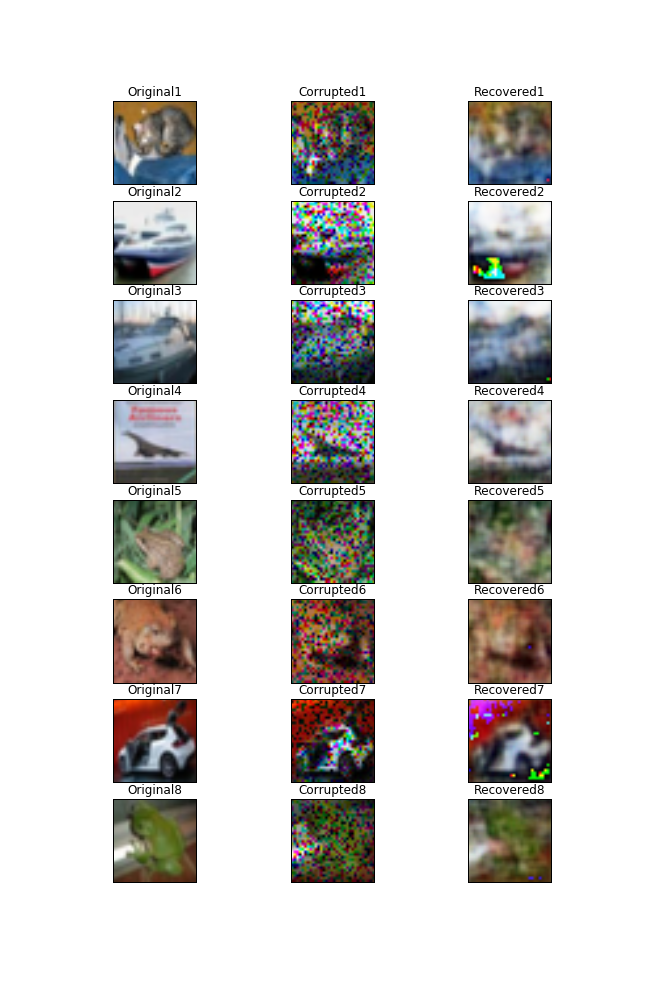 Original1 Corrupted1 Recovered1
Original2 Corrupted2 Recovered2
Original3 Corrupted3 Recovered3
Original4 Corrupted4 Recovered4
Original5 Corrupted5 Recovered5
Original6 Corrupted6 Recovered6
Original7 Corrupted7 Recovered7
Original8 Corrupted8 Recovered8